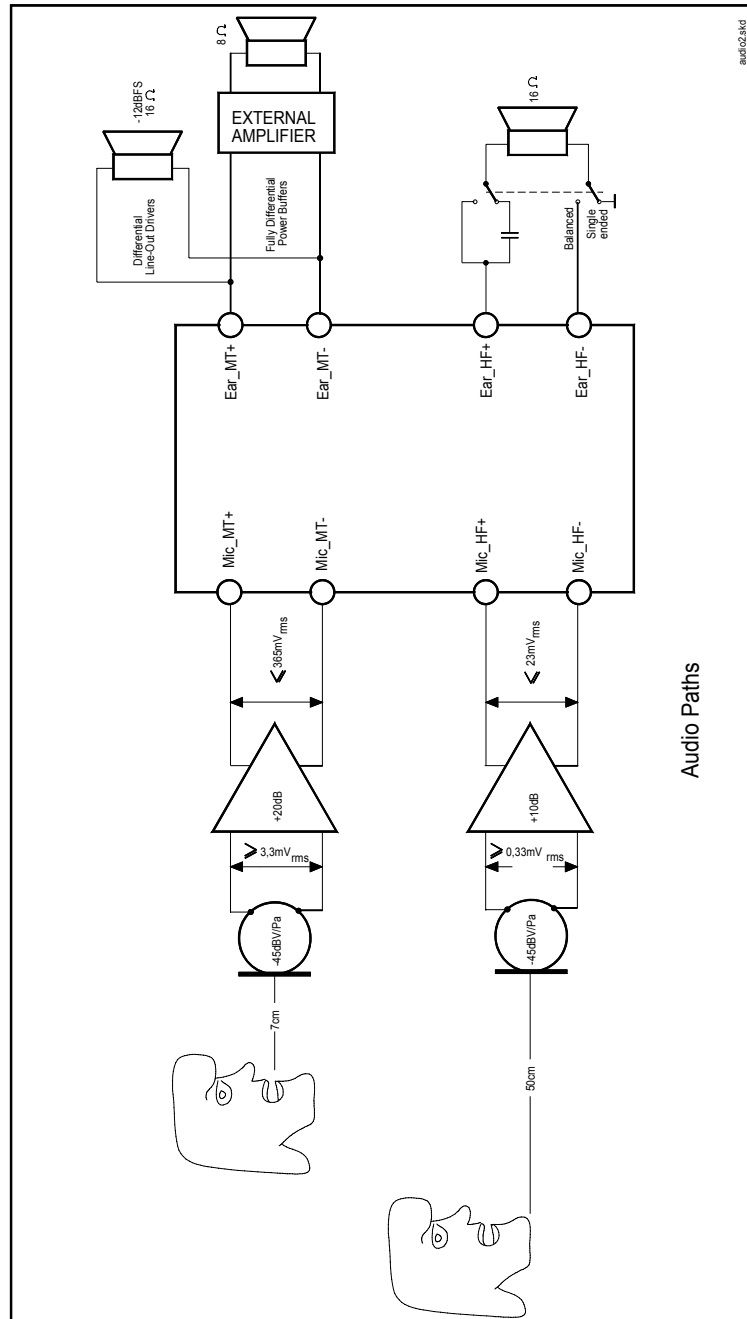 audio2.skd
8 Ω
-12dBFS
16 Ω
EXTERNAL
AMPLIFIER
16 Ω
Differential
Line-Out Drivers
Fully Differential
Power Buffers
Balanced
Single
ended
Ear_MT+
Ear_MT-
Ear_HF+
Ear_HF-
Mic_MT+
Mic_MT-
Mic_HF+
Mic_HF-
≤ 365mVrms
≤ 23mVrms
+20dB
+10dB
≥ 3,3mVrms
≥ 0,33mVrms
-45dBV/Pa
-45dBV/Pa
7cm
50cm
Audio Paths